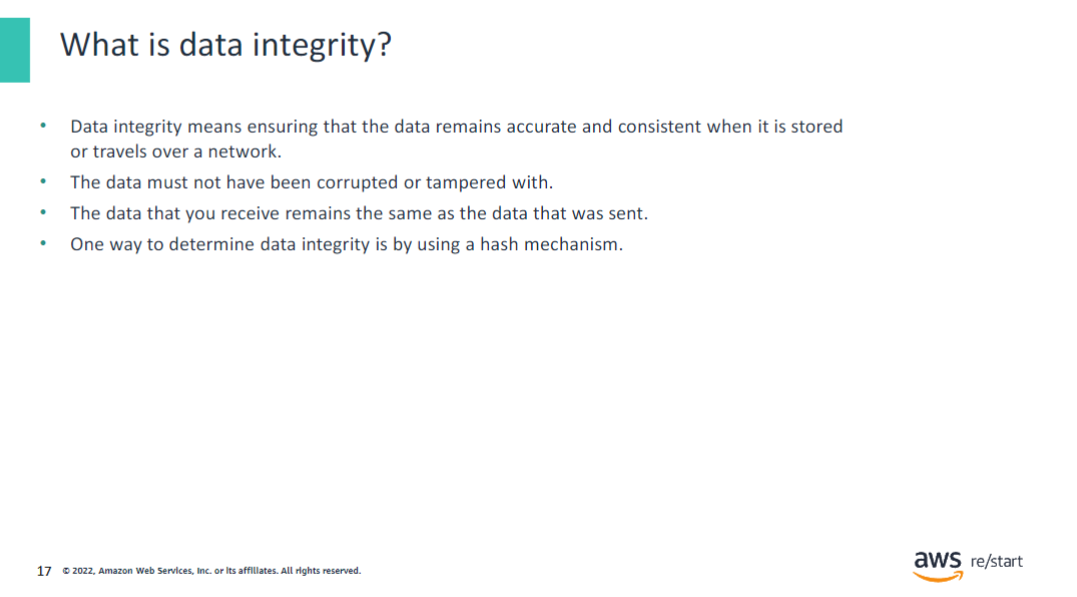 What is data integrity?
• Data integrity means ensuring that the data remains accurate and consistent when it is stored
or travels over a network.
• The data must not have been corrupted or tampered with.
• The data that you receive remains the same as the data that was sent.
• One way to determine data integrity is by using a hash mechanism.
17 © 2022, Amazon Web Services, Inc. or its affiliates. All rights reserved.
aws re/start